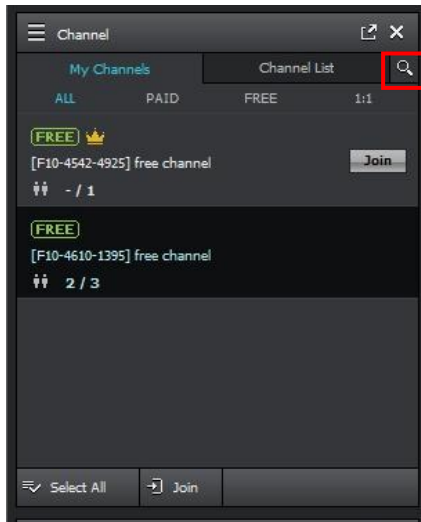 Channel
My Channels Channel List
ALL PAID FREE 1:1
FREE
[F10-4542-4925] free channel Join
- / 1
FREE
[F10-4610-1395] free channel
2 / 3
Select All Join